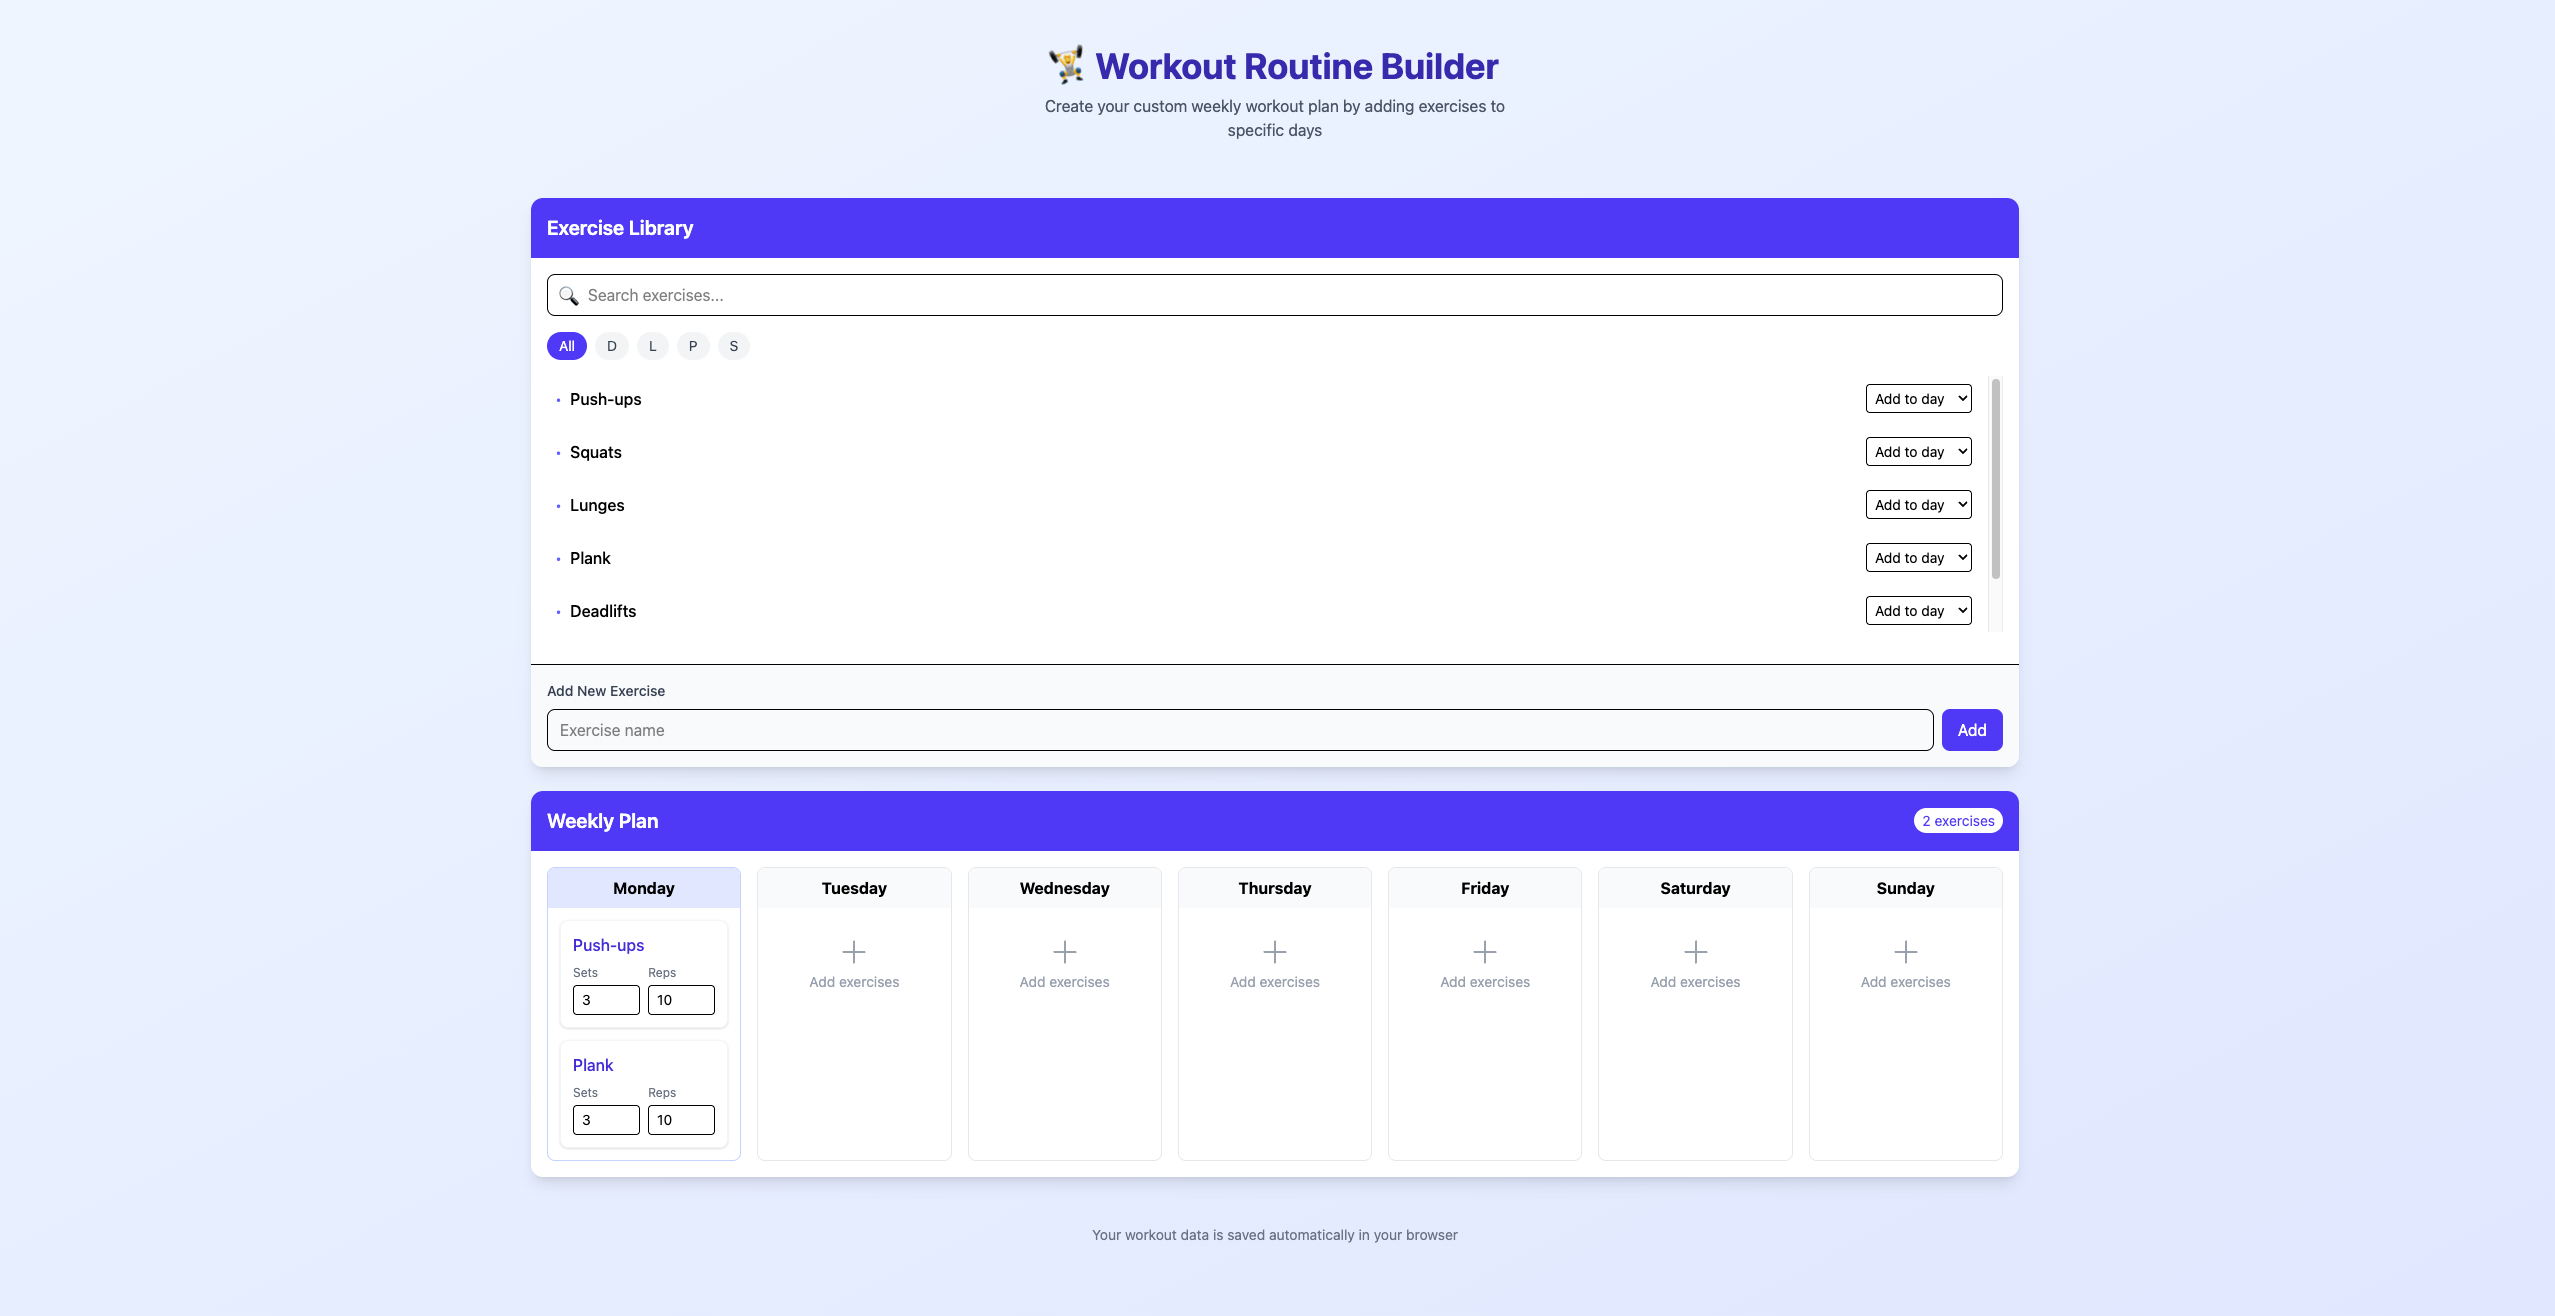 Workout Routine Builder
Create your custom weekly workout plan by adding exercises to
specific days
Exercise Library
Search exercises...
All D L P S
Push-ups Add to day
Squats Add to day
Lunges Add to day
Plank Add to day
Deadlifts Add to day
Add New Exercise
Exercise name Add
Weekly Plan 2 exercises
Monday Tuesday Wednesday Thursday Friday Saturday Sunday
Push-ups
Sets Reps
3 10
Add exercises Add exercises Add exercises Add exercises Add exercises Add exercises
Plank
Sets Reps
3 10
Your workout data is saved automatically in your browser